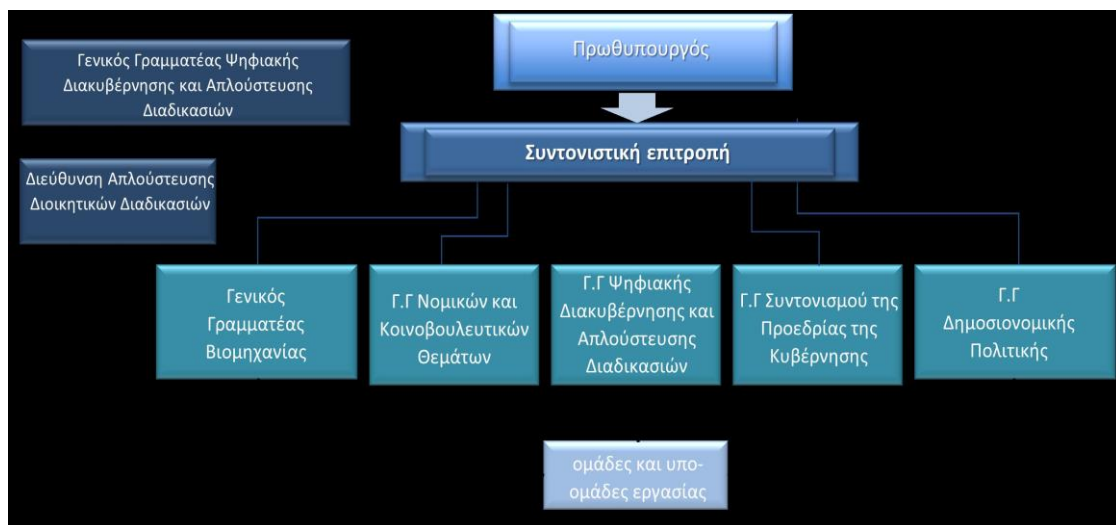 Πρωθυπουργός
Γενικός Γραμματέας Ψηφιακής
Διακυβέρνησης και Απλούστευσης
Διαδικασιών
Συντονιστική επιτροπή
Διεύθυνση Απλούστευσης
Διοικητικών Διαδικασιών
Γενικός
Γραμματέας
Βιομηχανίας
Γ.Γ Νομικών και
Κοινοβουλευτικών
Θεμάτων
Γ.Γ Ψηφιακής
Διακυβέρνησης και
Απλούστευσης
Διαδικασιών
Γ.Γ Συντονισμού της
Προεδρίας της
Κυβέρνησης
Γ.Γ
Δημοσιονομικής
Πολιτικής
ομάδες και υπο-
ομάδες εργασίας